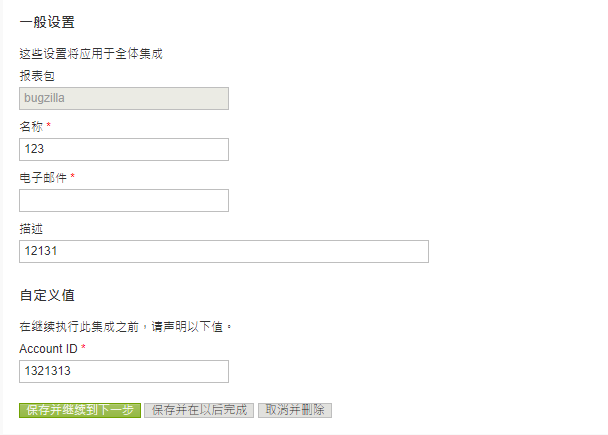 一般设置
这些设置将应用于全体集成
报表包
bugzilla
名称 *
123
电子邮件 *
描述
12131
自定义值
在继续执行此集成之前，请声明以下值。
Account ID *
1321313
保存并继续到下一步 保存并在以后完成 取消并删除